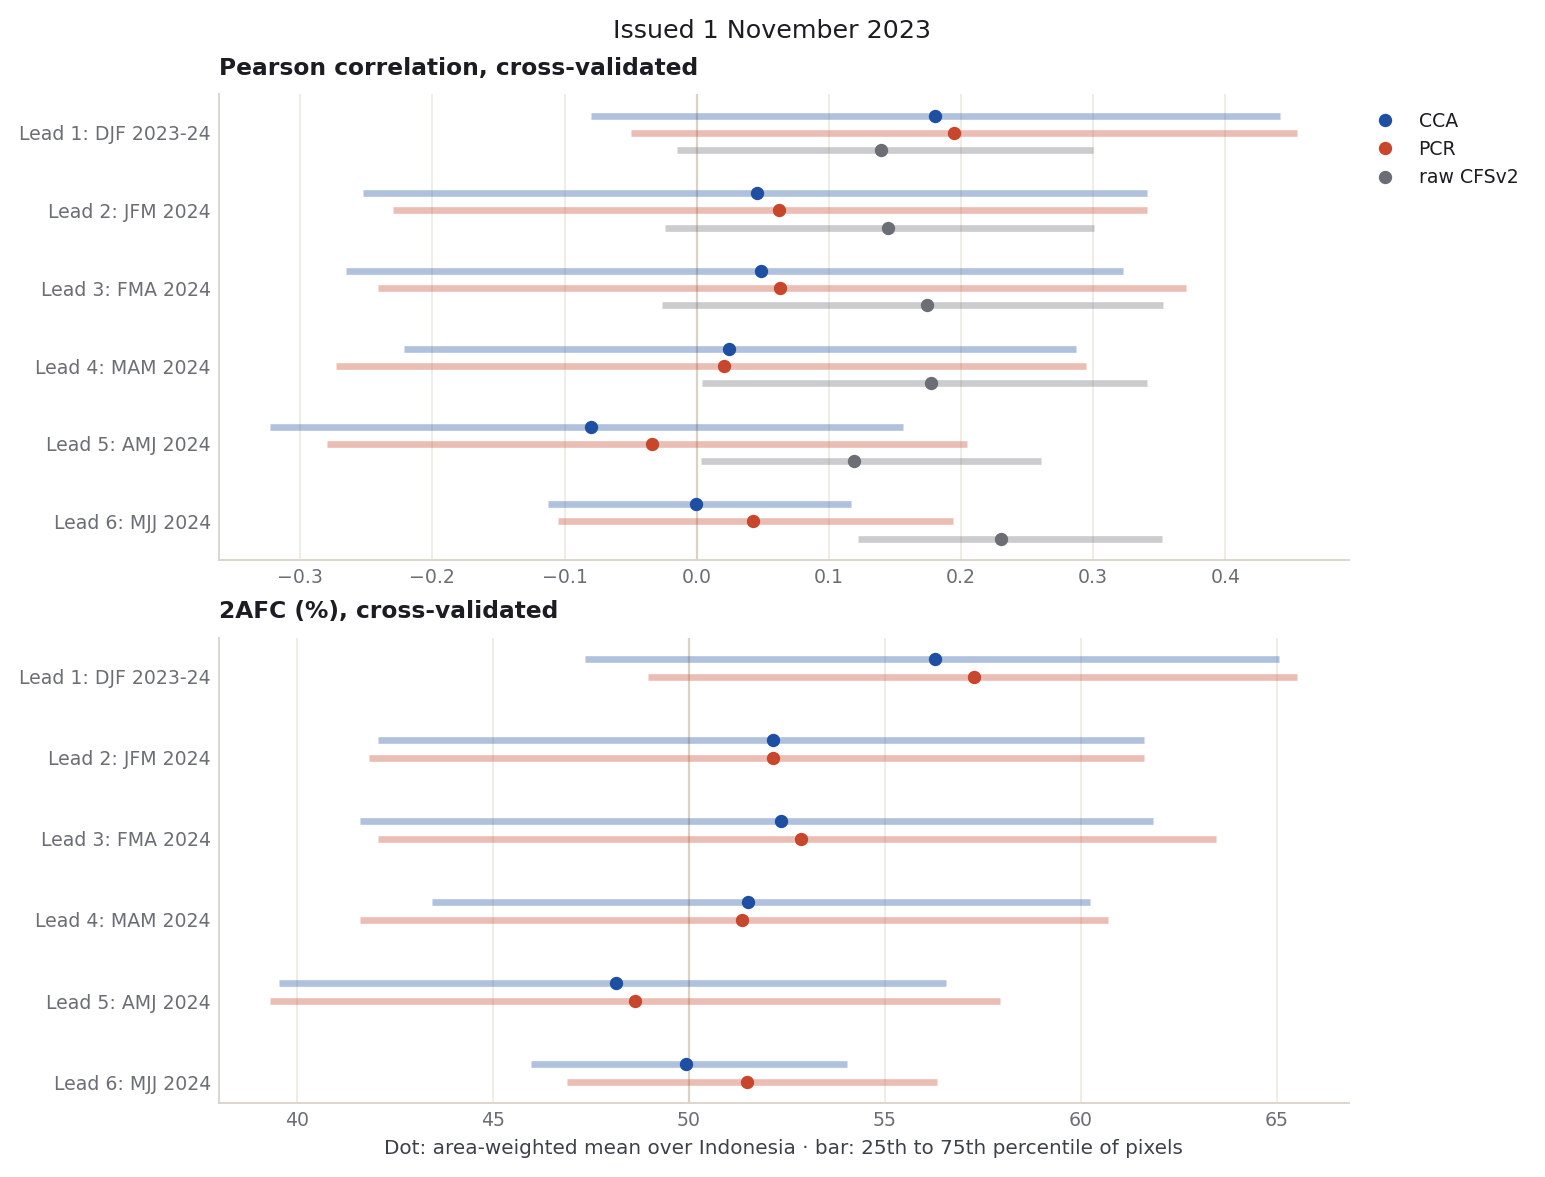 Issued 1 November 2023
Pearson correlation, cross-validated
CCA
PCR
raw CFSv2
Lead 1: DJF 2023-24
Lead 2: JFM 2024
Lead 3: FMA 2024
Lead 4: MAM 2024
Lead 5: AMJ 2024
Lead 6: MJJ 2024
−0.3 −0.2 −0.1 0.0 0.1 0.2 0.3 0.4
2AFC (%), cross-validated
Lead 1: DJF 2023-24
Lead 2: JFM 2024
Lead 3: FMA 2024
Lead 4: MAM 2024
Lead 5: AMJ 2024
Lead 6: MJJ 2024
40 45 50 55 60 65
Dot: area-weighted mean over Indonesia · bar: 25th to 75th percentile of pixels